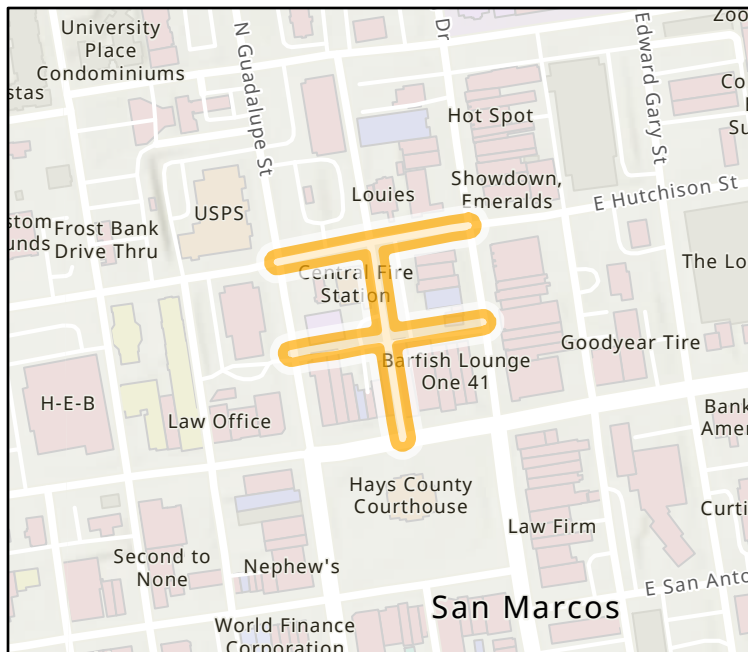 Zoo
University
Place
Condominiums
stas
N Guadalupe St
Dr
Edward Gary St
Co
Su
Hot Spot
Louies
Showdown,
Emeralds
E Hutchison St
USPS
stom
unds
Frost Bank
Drive Thru
Central Fire
Station
The Lo
Goodyear Tire
Barfish Lounge
One 41
H-E-B
Law Office
Bank
Amer
Hays County
Courthouse
Law Firm
Curti
Second to
None
Nephew's
E San Anto
San Marcos
World Finance
Corporation